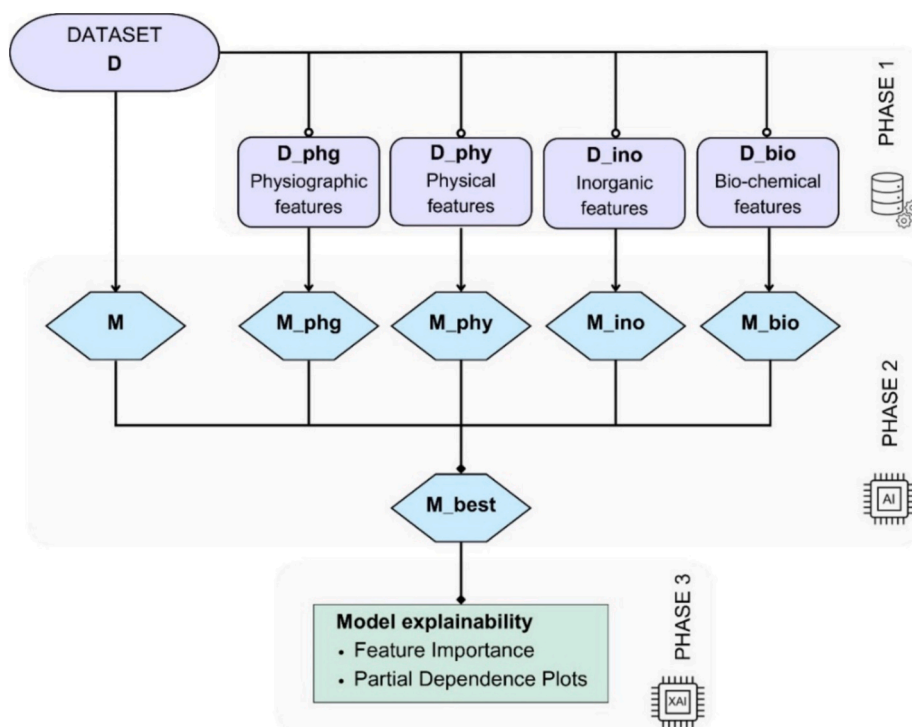 DATASET
D
PHASE 1
D_phg
Physiographic
features
D_phy
Physical
features
D_ino
Inorganic
features
D_bio
Bio-chemical
features
M
M_phg
M_phy
M_ino
M_bio
PHASE 2
AI
M_best
PHASE 3
Model explainability
• Feature Importance
• Partial Dependence Plots
XAI